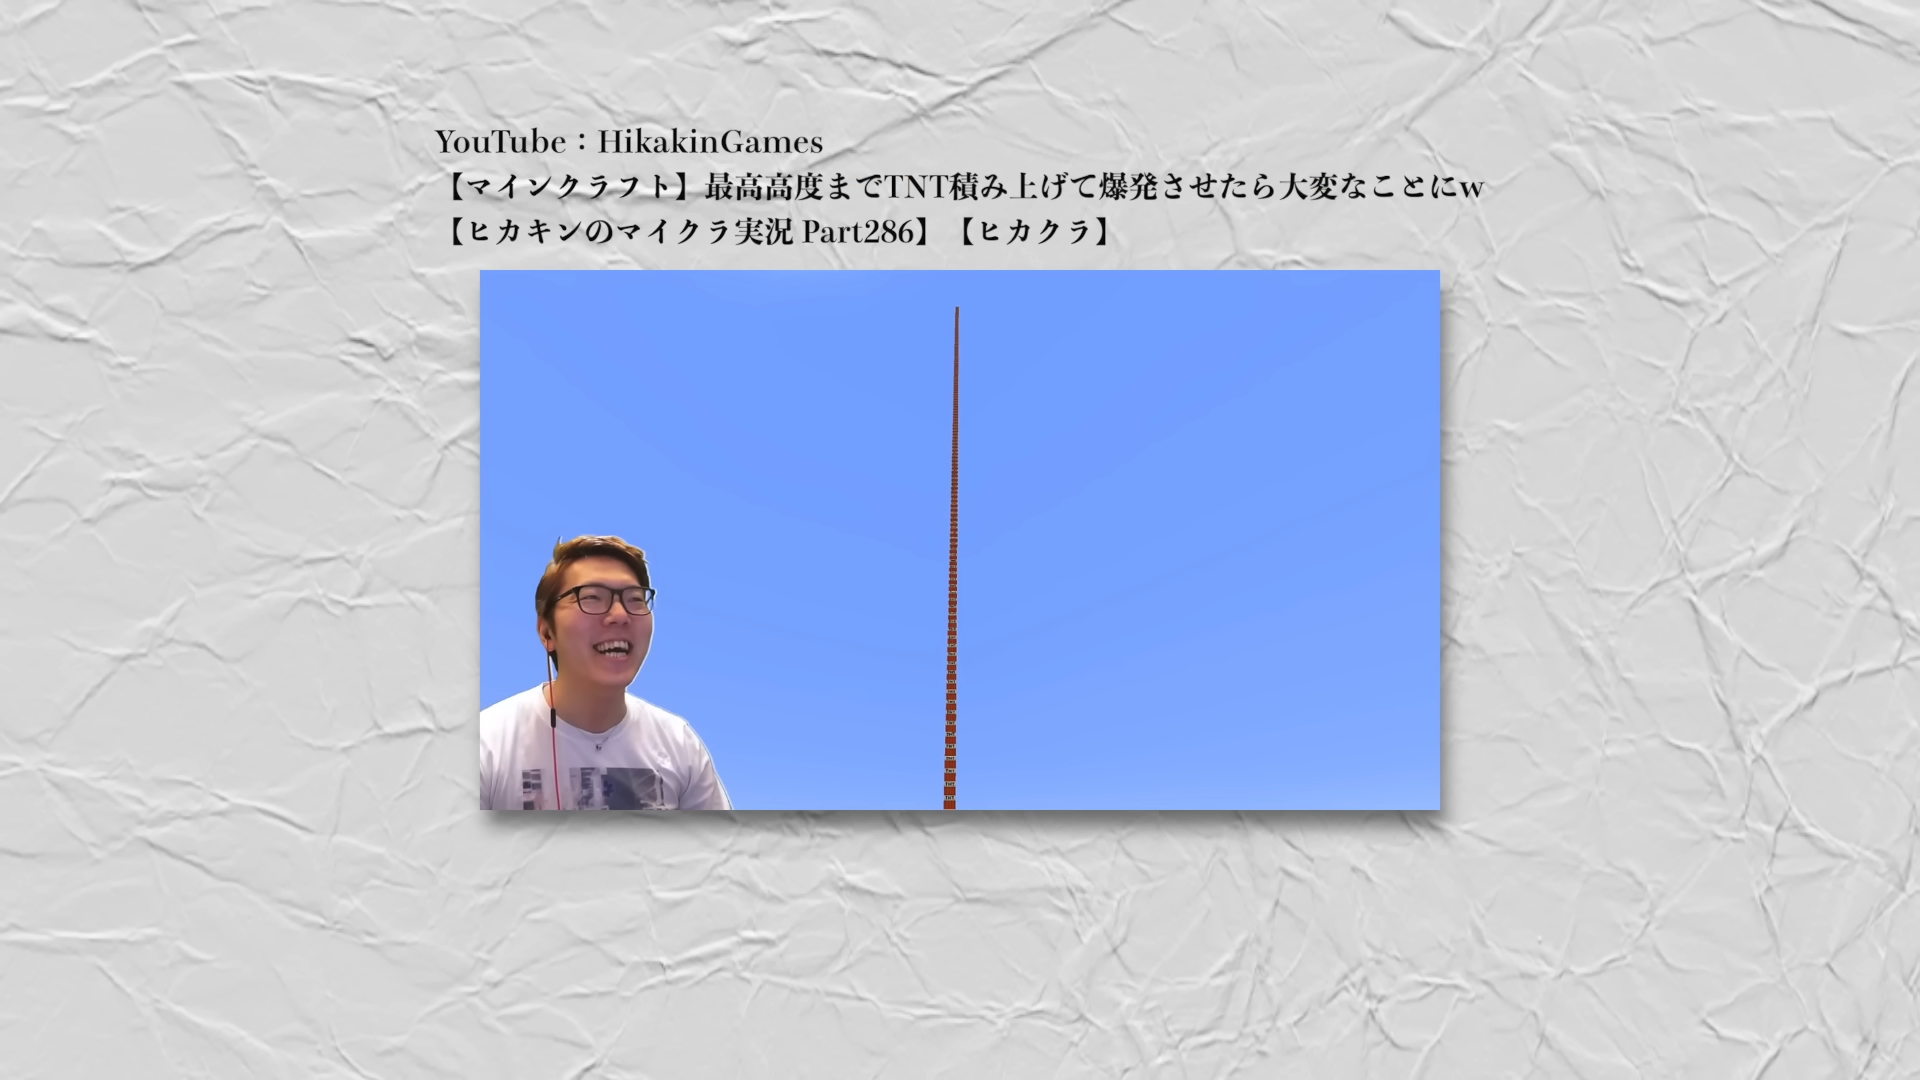 YouTube：HikakinGames
【マインクラフト】最高高度までTNT積み上げて爆発させたら大変なことにw
【ヒカキンのマイクラ実況 Part286】【ヒカクラ】